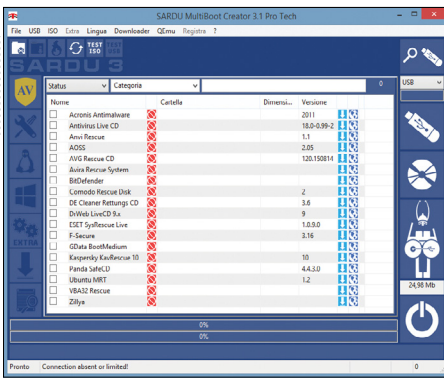 SARDU MultiBoot Creator 3.1 Pro Tech
File USB ISO Extra Lingua Downloader QEmu Registra ?
TEST ISO
SARDU 3
USB
AV
Status Categoria 0
Nome Cartella Dimensi... Versione
Acronis Antimalware 2011
Antivirus Live CD 18.0-0.99-2
Anvi Rescue 1.1
AOSS 2.05
AVG Rescue CD 120.150814
Avira Rescue System
BitDefender
Comodo Rescue Disk 2
DE Cleaner Rettungs CD 3.6
DrWeb LiveCD 9.x 9
ESET SysRescue Live 1.0.9.0
F-Secure 3.16
GData BootMedium
Kaspersky KavRescue 10 10
Panda SafeCD 4.4.3.0
Ubuntu MRT 1.2
VBA32 Rescue
Zillya
EXTRA
24,98 Mb
0%
0%
Pronto Connection absent or limited! 0